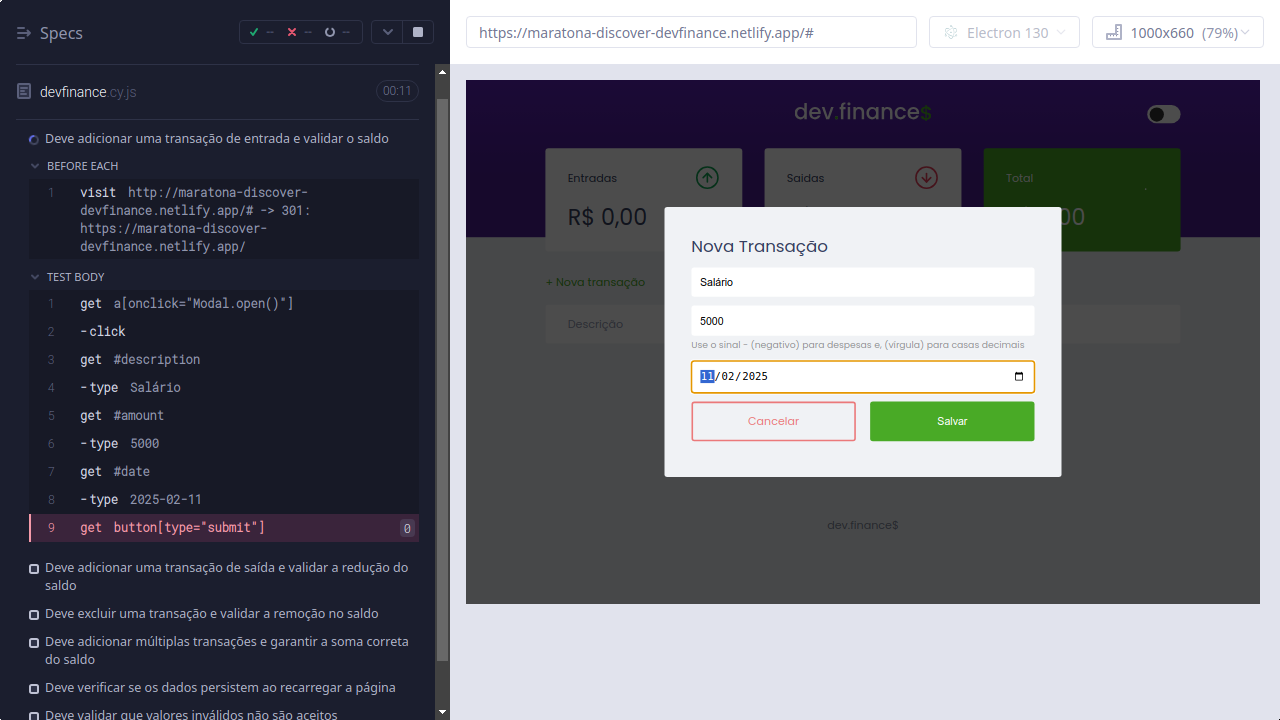 Specs
--
--
--
devfinance.cy.js
00:11
Deve adicionar uma transação de entrada e validar o saldo
BEFORE EACH
1 visit http://maratona-discover-
devfinance.netlify.app/# -> 301:
https://maratona-discover-
devfinance.netlify.app/
TEST BODY
1 get a[onclick="Modal.open()"]
2 -click
3 get #description
4 -type Salário
5 get #amount
6 -type 5000
7 get #date
8 -type 2025-02-11
9 get button[type="submit"] 0
Deve adicionar uma transação de saída e validar a redução do
saldo
Deve excluir uma transação e validar a remoção no saldo
Deve adicionar múltiplas transações e garantir a soma correta
do saldo
Deve verificar se os dados persistem ao recarregar a página
Deve validar que valores inválidos não são aceitos
https://maratona-discover-devfinance.netlify.app/#
Electron 130
1000x660 (79%)
dev.finance$
Entradas
R$ 0,00
Saídas
Total
00
+ Nova transação
Descrição
Nova Transação
Salário
5000
Use o sinal - (negativo) para despesas e, (vírgula) para casas decimais
11/02/2025
Cancelar
Salvar
dev.finance$